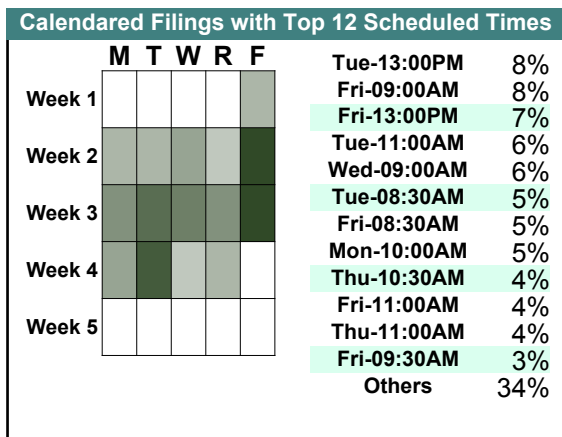 Calendared Filings with Top 12 Scheduled Times
M T W R F
Week 1
Week 2
Week 3
Week 4
Week 5
Tue-13:00PM 8%
Fri-09:00AM 8%
Fri-13:00PM 7%
Tue-11:00AM 6%
Wed-09:00AM 6%
Tue-08:30AM 5%
Fri-08:30AM 5%
Mon-10:00AM 5%
Thu-10:30AM 4%
Fri-11:00AM 4%
Thu-11:00AM 4%
Fri-09:30AM 3%
Others 34%